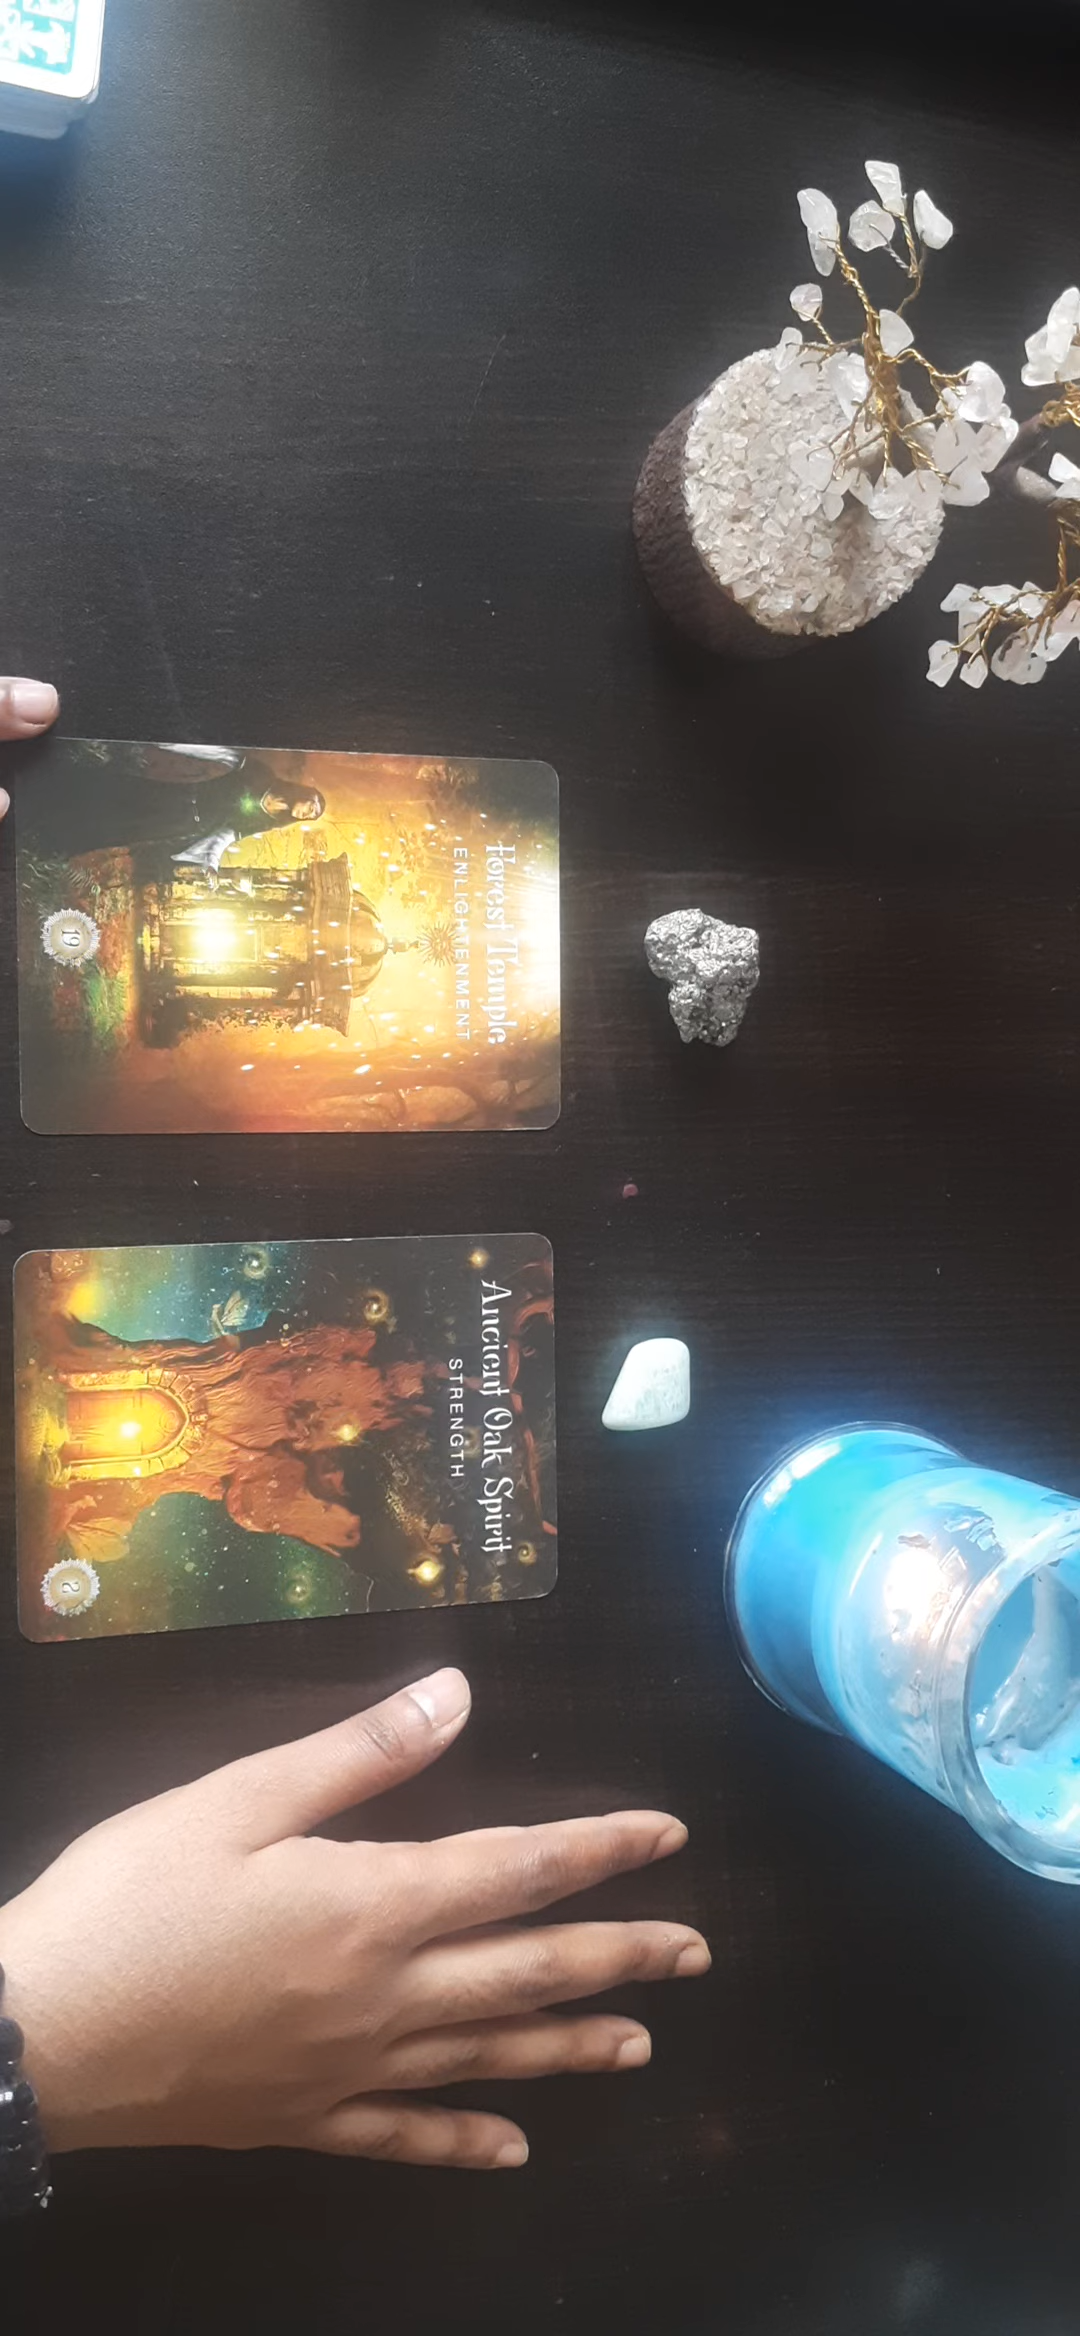 Forest Temple
ENLIGHTENMENT
19
Ancient Oak Spirit
STRENGTH
2